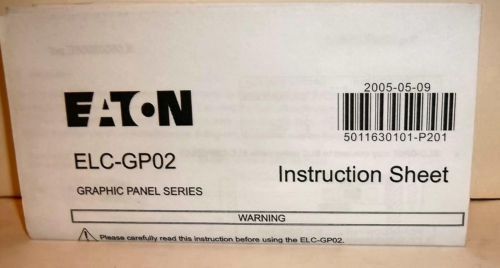 2005-05-09
EATON
5011630101-P201
ELC-GP02
Instruction Sheet
GRAPHIC PANEL SERIES
WARNING
Please carefully read this instruction before using the ELC-GP02.